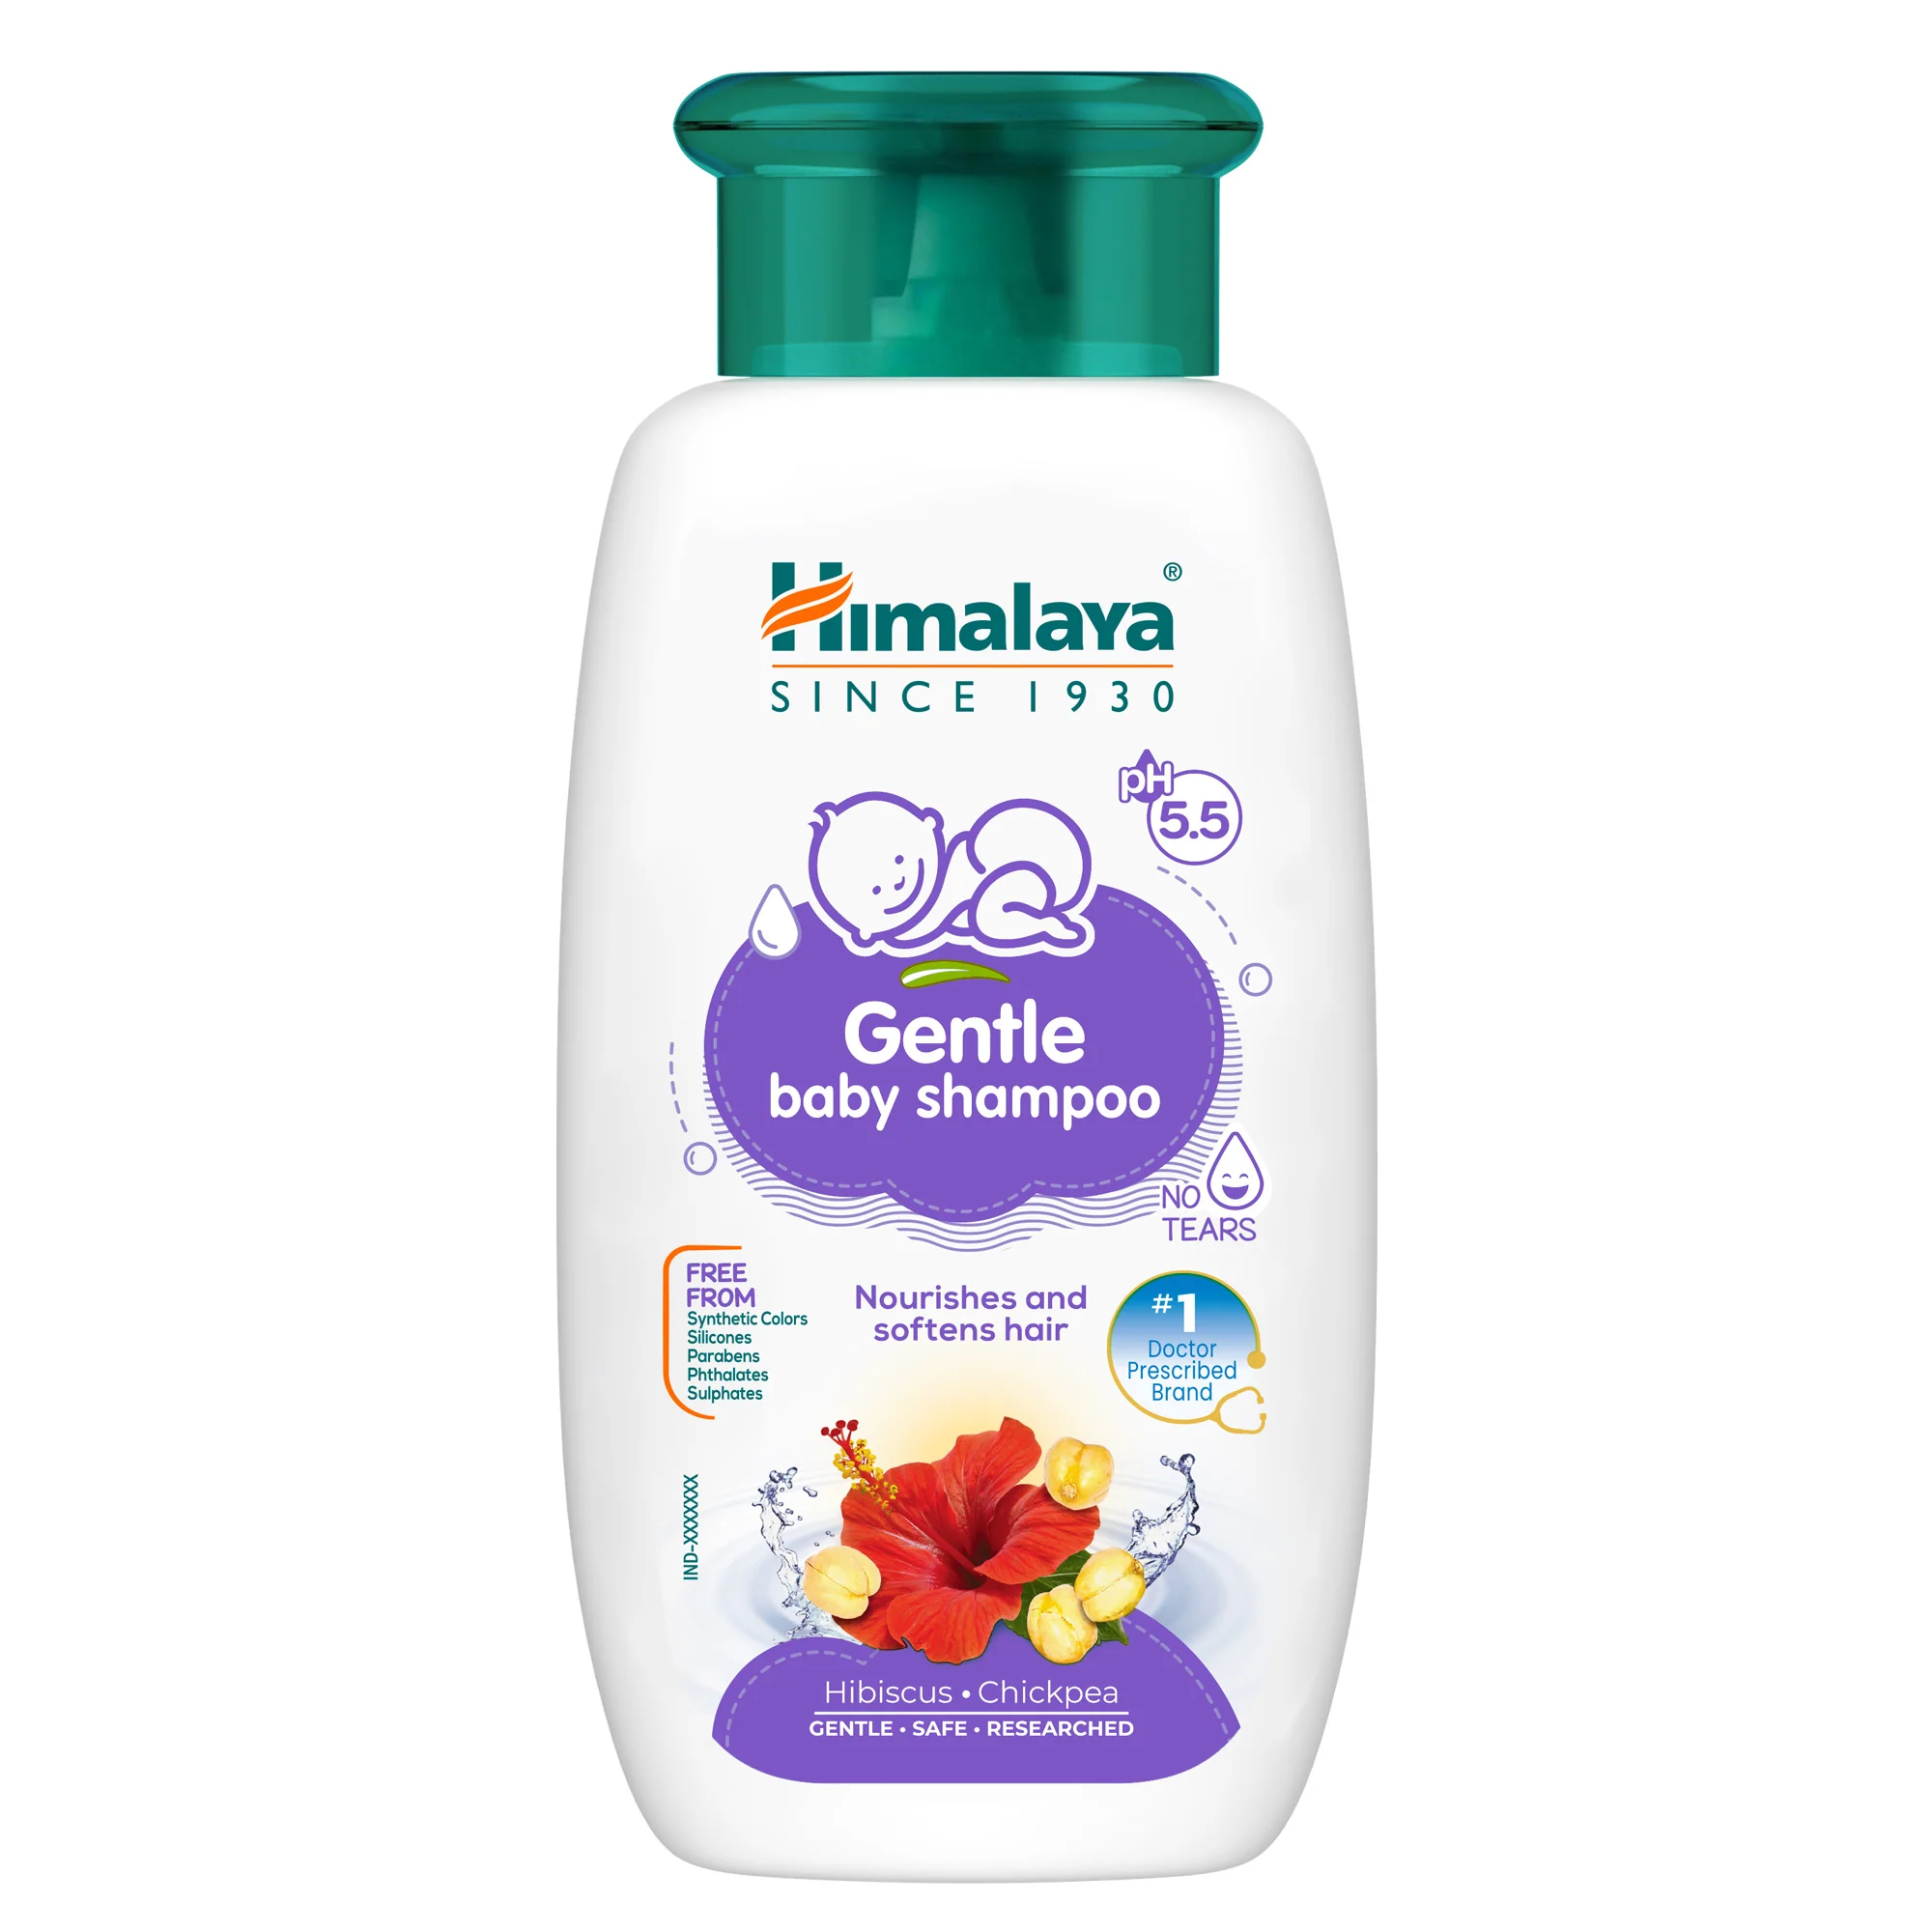 Himalaya®
SINCE 1930
pH
5.5
Gentle
baby shampoo
NO
TEARS
FREE
FROM
Synthetic Colors
Silicones
Parabens
Phthalates
Sulphates
Nourishes and
softens hair
#1
Doctor
Prescribed
Brand
IND-XXXXXXX
Hibiscus • Chickpea
GENTLE • SAFE • RESEARCHED